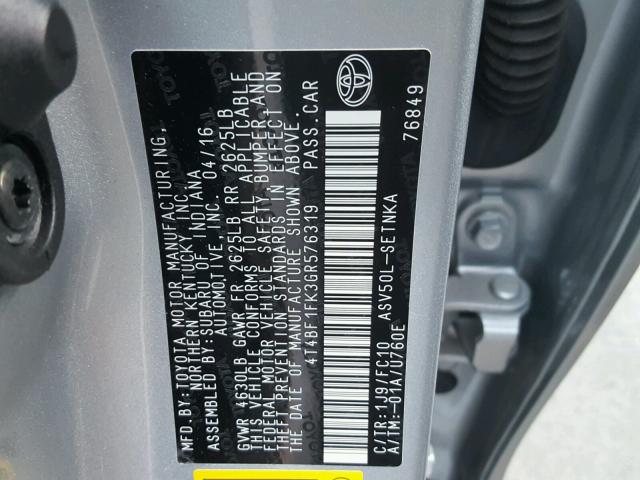 MFD. BY: TOYOTA MOTOR MANUFACTURING,
NORTHERN KENTUCKY, INC.
ASSEMBLED BY: SUBARU OF INDIANA
AUTOMOTIVE, INC. 04/16
GVWR 4630LB GAWR FR 2625LB RR 2625LB
THIS VEHICLE CONFORMS TO ALL APPLICABLE
FEDERAL MOTOR VEHICLE SAFETY BUMPER, AND
THEFT PREVENTION STANDARDS IN EFFECT ON
THE DATE OF MANUFACTURE SHOWN ABOVE.
4T4BF1FK3GR576319 PASS. CAR
C/TR: 1J9/FC10 ASV50L-SETNKA
A/TM: -01A/U760E
76849